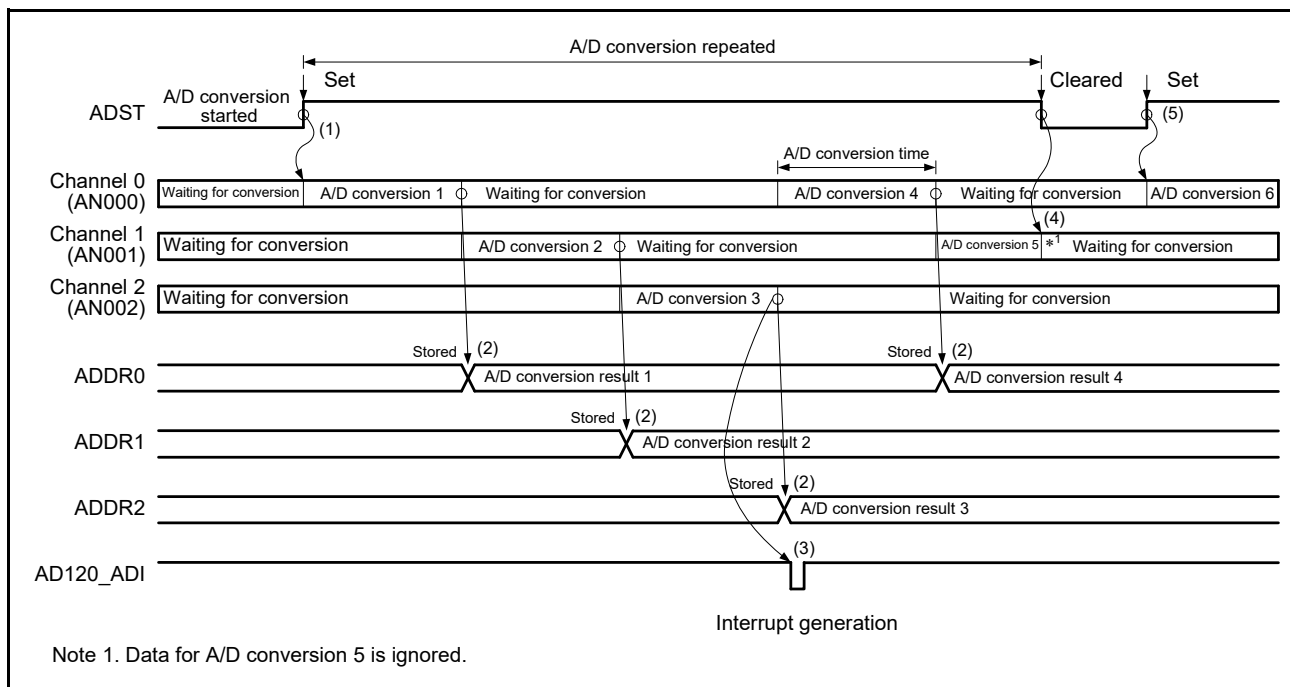 A/D conversion repeated
Set
Cleared
Set
A/D conversion
started
ADST
(1)
(5)
A/D conversion time
Channel 0
(AN000)
Waiting for conversion
A/D conversion 1
Waiting for conversion
A/D conversion 4
Waiting for conversion
A/D conversion 6
(4)
Channel 1
(AN001)
Waiting for conversion
A/D conversion 2
Waiting for conversion
A/D conversion 5
*1
Waiting for conversion
Channel 2
(AN002)
Waiting for conversion
A/D conversion 3
Waiting for conversion
Stored
(2)
Stored
(2)
ADDR0
A/D conversion result 1
A/D conversion result 4
Stored
(2)
ADDR1
A/D conversion result 2
Stored
(2)
ADDR2
A/D conversion result 3
(3)
AD120_ADI
Interrupt generation
Note 1. Data for A/D conversion 5 is ignored.